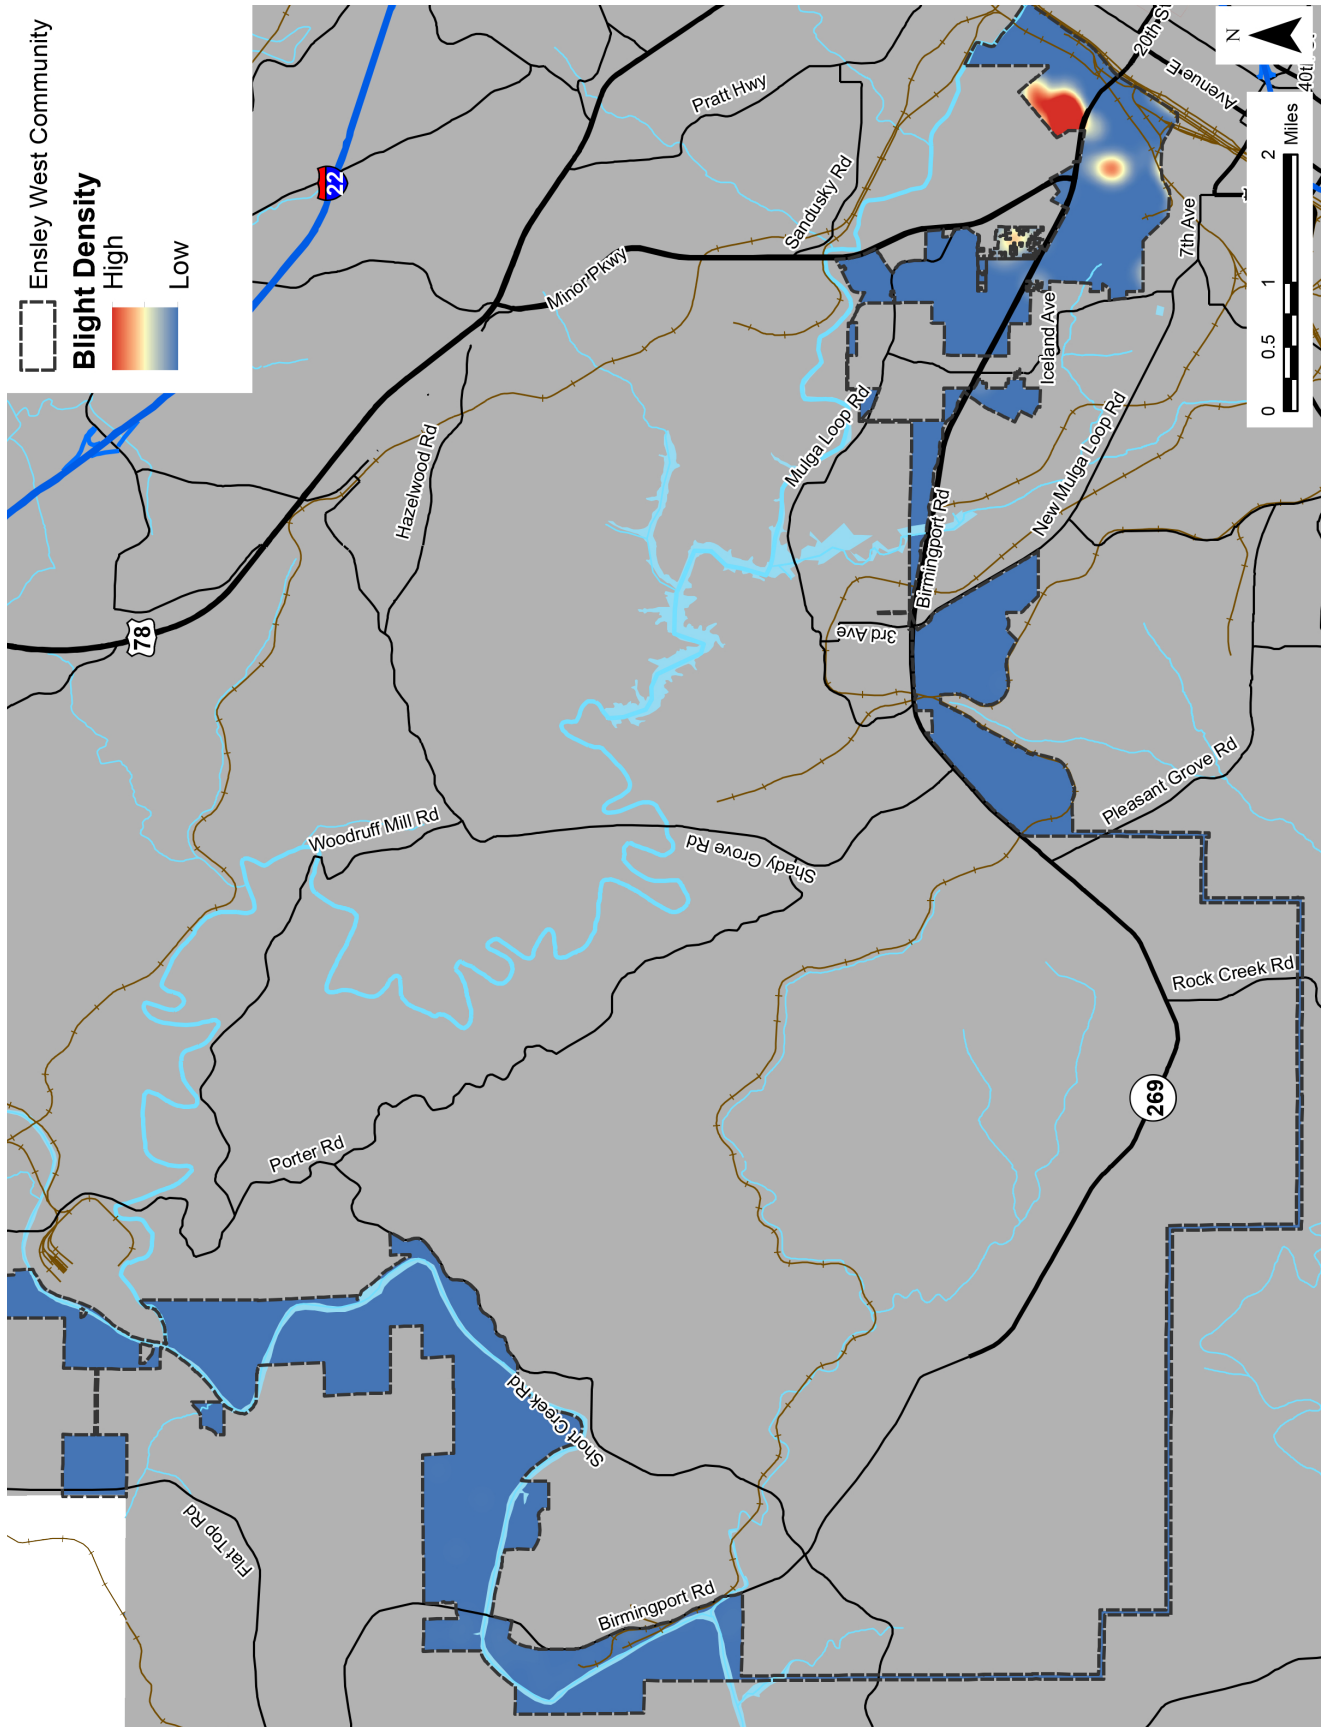 Ensley West Community
Blight Density
High
Low
22
78
269
Pratt Hwy
Sandusky Rd
Minor Pkwy
Hazelwood Rd
Mulga Loop Rd
Birmingport Rd
New Mulga Loop Rd
Iceland Ave
7th Ave
20th St
Avenue E
40th
3rd Ave
Woodruff Mill Rd
Shady Grove Rd
Pleasant Grove Rd
Rock Creek Rd
Porter Rd
Short Creek Rd
Flat Top Rd
Birmingport Rd
N
0 0.5 1 2
Miles